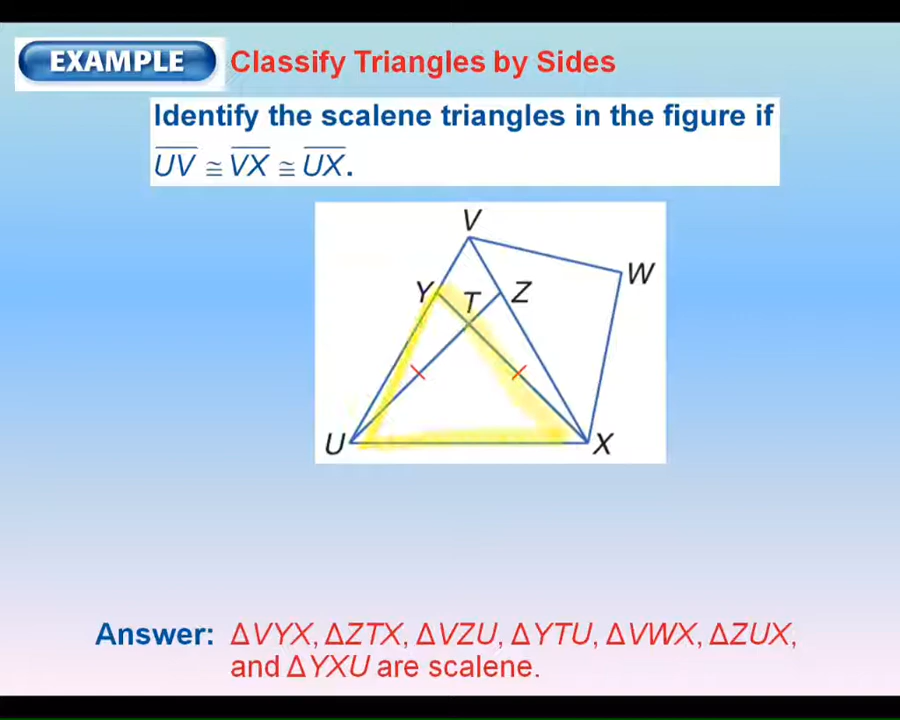 EXAMPLE Classify Triangles by Sides
Identify the scalene triangles in the figure if
UV ≅ VX ≅ UX.
V
W
Y T Z
U X
Answer: ΔVYX, ΔZTX, ΔVZU, ΔYTU, ΔVWX, ΔZUX,
and ΔYXU are scalene.